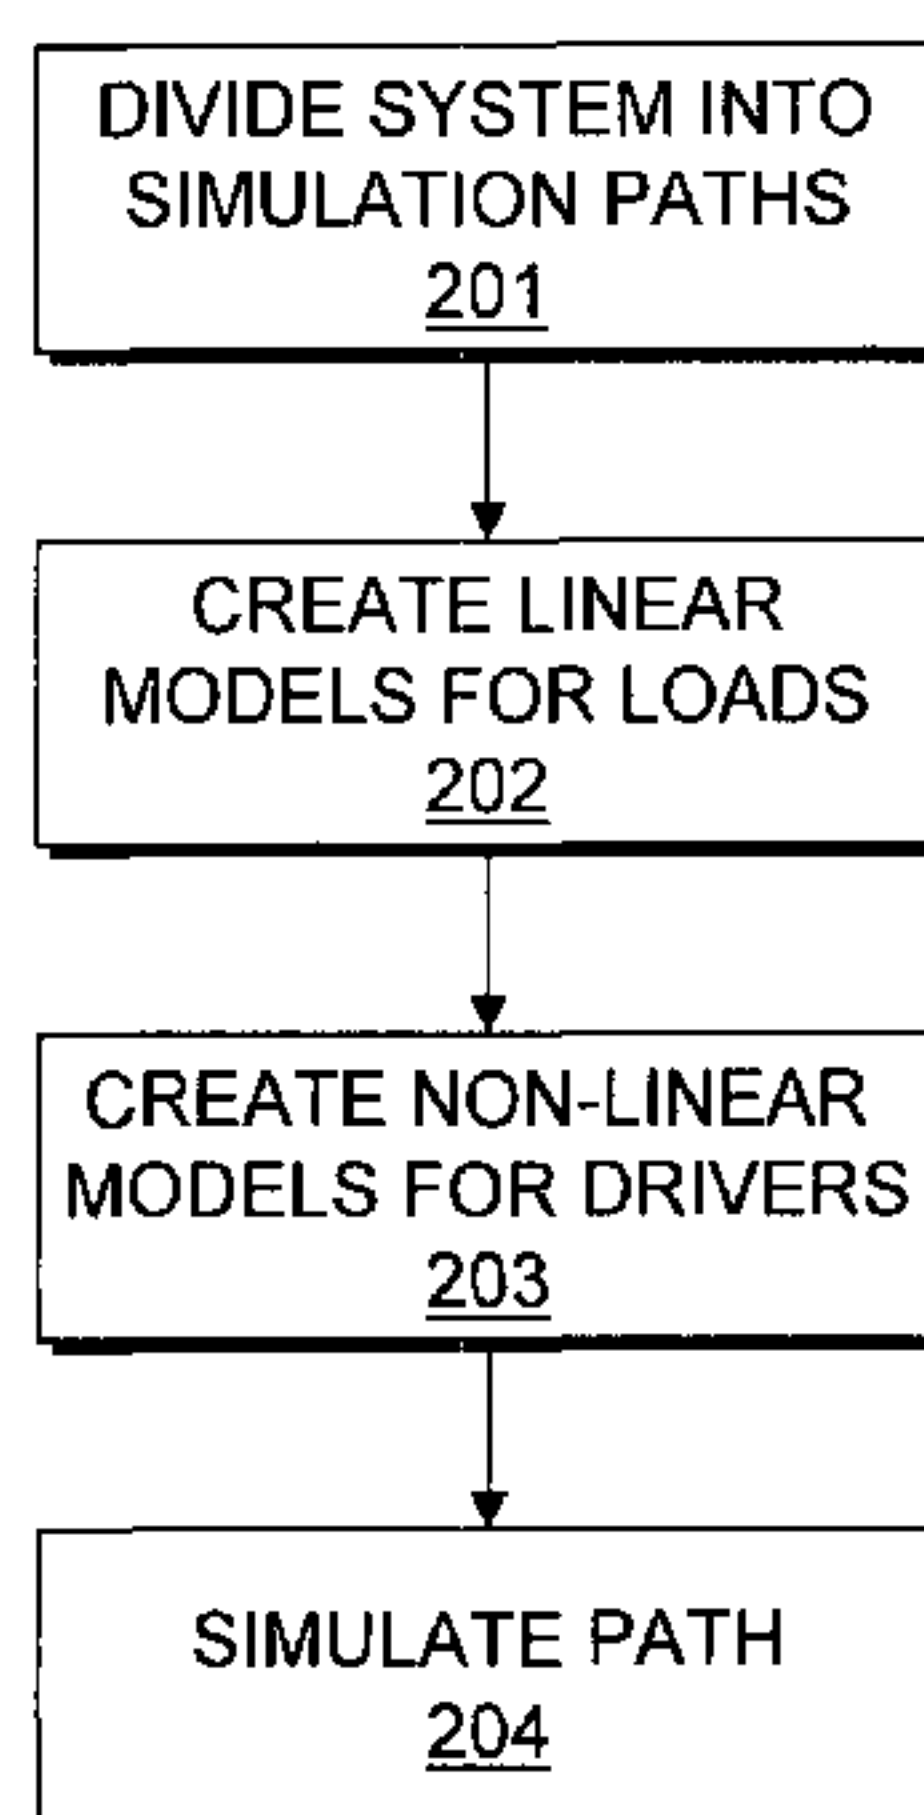 DIVIDE SYSTEM INTO
SIMULATION PATHS
201
CREATE LINEAR
MODELS FOR LOADS
202
CREATE NON-LINEAR
MODELS FOR DRIVERS
203
SIMULATE PATH
204